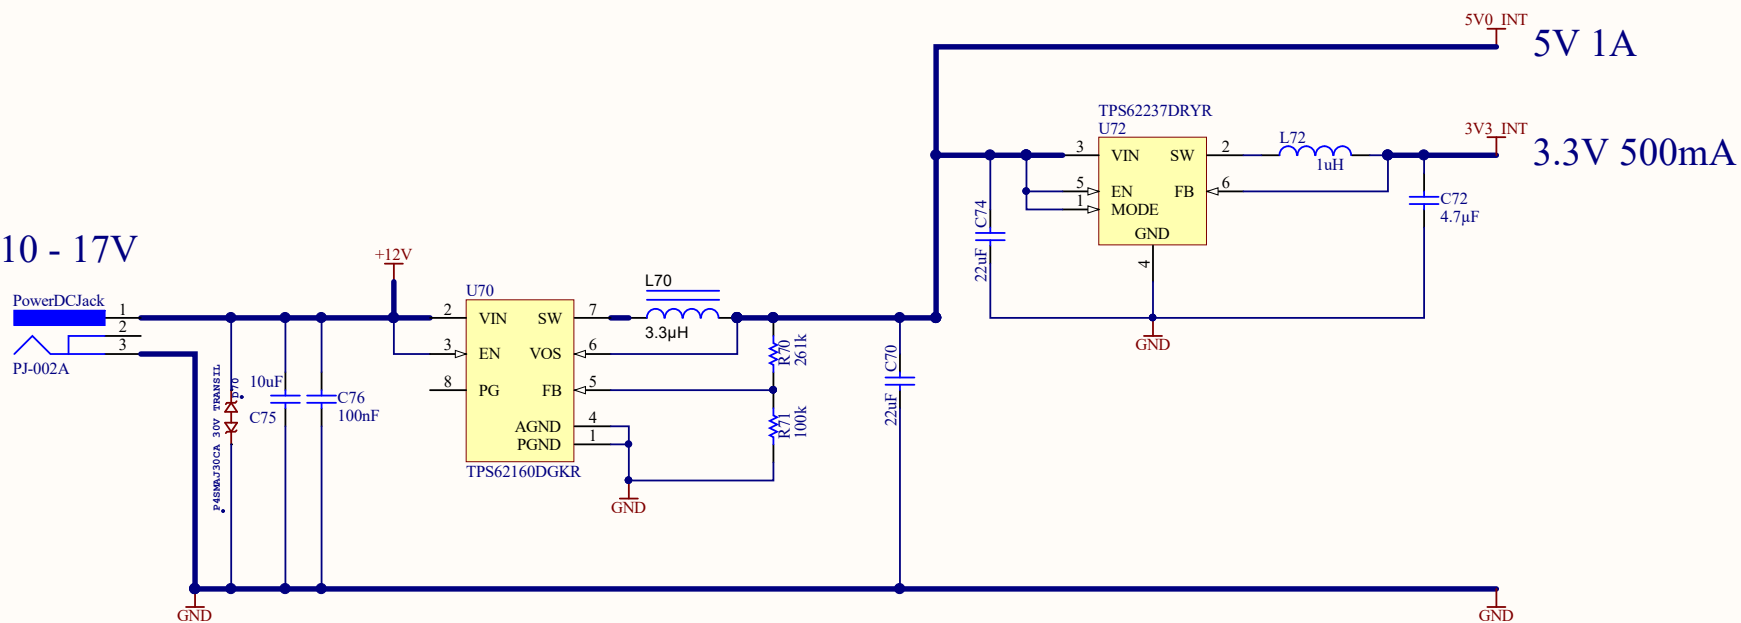 5V0_INT
5V 1A
TPS62237DRYR
U72
3V3_INT
3.3V 500mA
L72
1uH
3
VIN
SW
2
5
EN
FB
6
1
MODE
GND
4
C74
22uF
C72
4.7µF
GND
10 - 17V
+12V
PowerDCJack
1
2
3
PJ-002A
U70
L70
3.3µH
2
VIN
SW
7
3
EN
VOS
6
8
PG
FB
5
AGND
4
PGND
1
TPS62160DGKR
GND
R70
261k
R71
100k
C70
22uF
P4SMAJ30CA 30V TRANSIL
D70
10uF
C75
C76
100nF
GND
GND